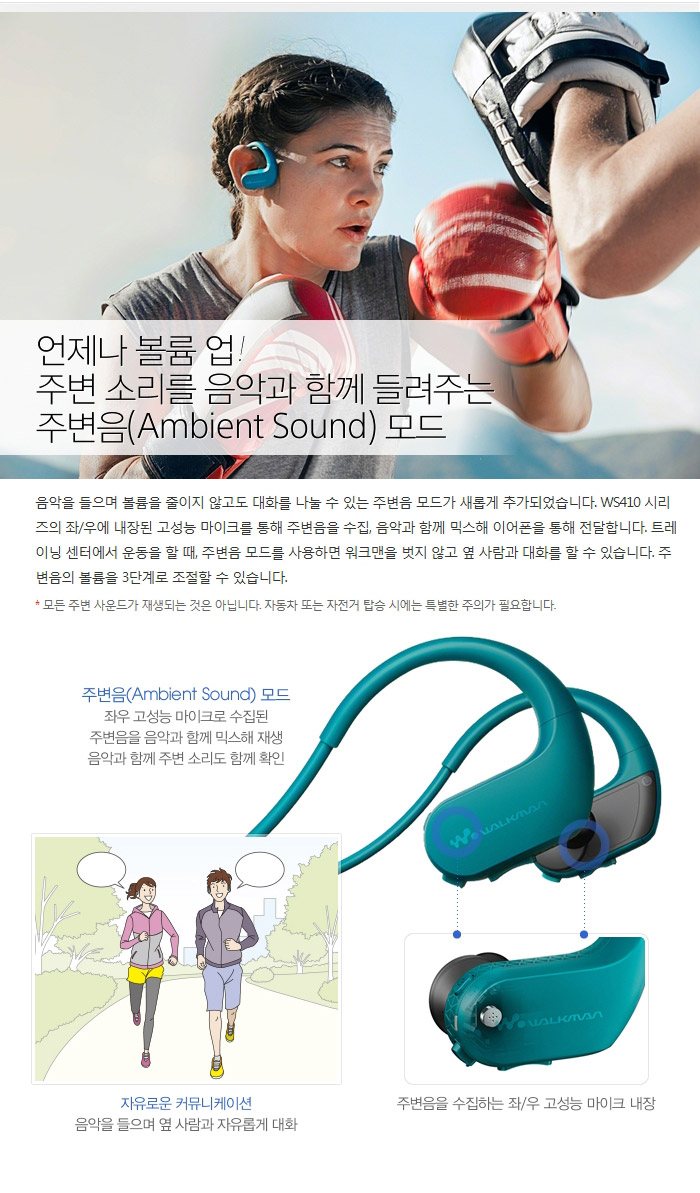 언제나 볼륨 업!
주변 소리를 음악과 함께 들려주는
주변음(Ambient Sound) 모드
음악을 들으며 볼륨을 줄이지 않고도 대화를 나눌 수 있는 주변음 모드가 새롭게 추가되었습니다. WS410 시리
즈의 좌/우에 내장된 고성능 마이크를 통해 주변음을 수집, 음악과 함께 믹스해 이어폰을 통해 전달합니다. 트레
이닝 센터에서 운동을 할 때, 주변음 모드를 사용하면 워크맨을 벗지 않고 옆 사람과 대화를 할 수 있습니다. 주
변음의 볼륨을 3단계로 조절할 수 있습니다.
* 모든 주변 사운드가 재생되는 것은 아닙니다. 자동차 또는 자전거 탑승 시에는 특별한 주의가 필요합니다.
주변음(Ambient Sound) 모드
좌우 고성능 마이크로 수집된
주변음을 음악과 함께 믹스해 재생
음악과 함께 주변 소리도 함께 확인
WALKMAN
WALKMAN
자유로운 커뮤니케이션
음악을 들으며 옆 사람과 자유롭게 대화
주변음을 수집하는 좌/우 고성능 마이크 내장